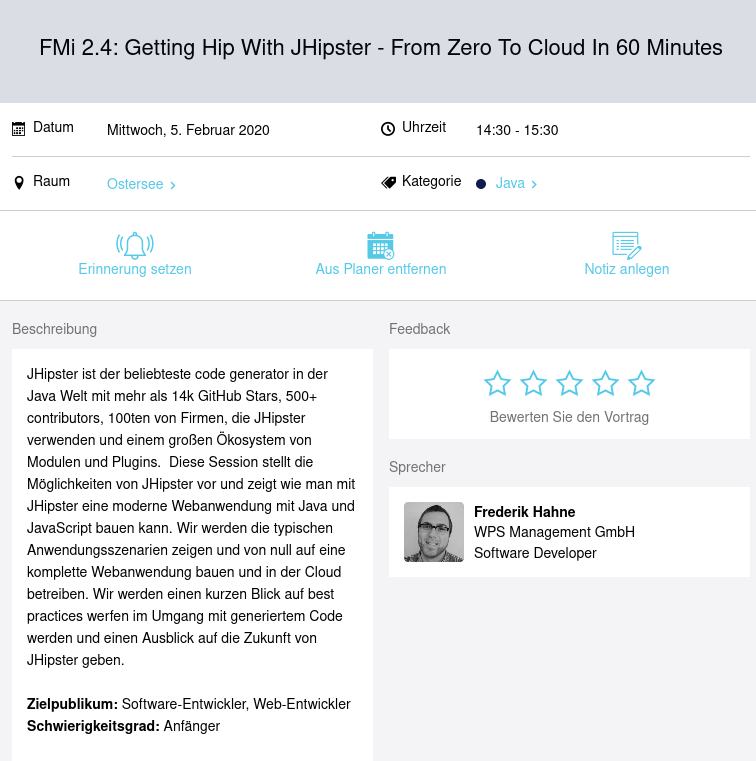 FMi 2.4: Getting Hip With JHipster - From Zero To Cloud In 60 Minutes
Datum Mittwoch, 5. Februar 2020 Uhrzeit 14:30 - 15:30
Raum Ostersee Kategorie Java
Erinnerung setzen Aus Planer entfernen Notiz anlegen
Beschreibung
JHipster ist der beliebteste code generator in der
Java Welt mit mehr als 14k GitHub Stars, 500+
contributors, 100ten von Firmen, die JHipster
verwenden und einem großen Ökosystem von
Modulen und Plugins.  Diese Session stellt die
Möglichkeiten von JHipster vor und zeigt wie man mit
JHipster eine moderne Webanwendung mit Java und
JavaScript bauen kann. Wir werden die typischen
Anwendungsszenarien zeigen und von null auf eine
komplette Webanwendung bauen und in der Cloud
betreiben. Wir werden einen kurzen Blick auf best
practices werfen im Umgang mit generiertem Code
werden und einen Ausblick auf die Zukunft von
JHipster geben.
Zielpublikum: Software-Entwickler, Web-Entwickler
Schwierigkeitsgrad: Anfänger
Feedback
Bewerten Sie den Vortrag
Sprecher
Frederik Hahne
WPS Management GmbH
Software Developer